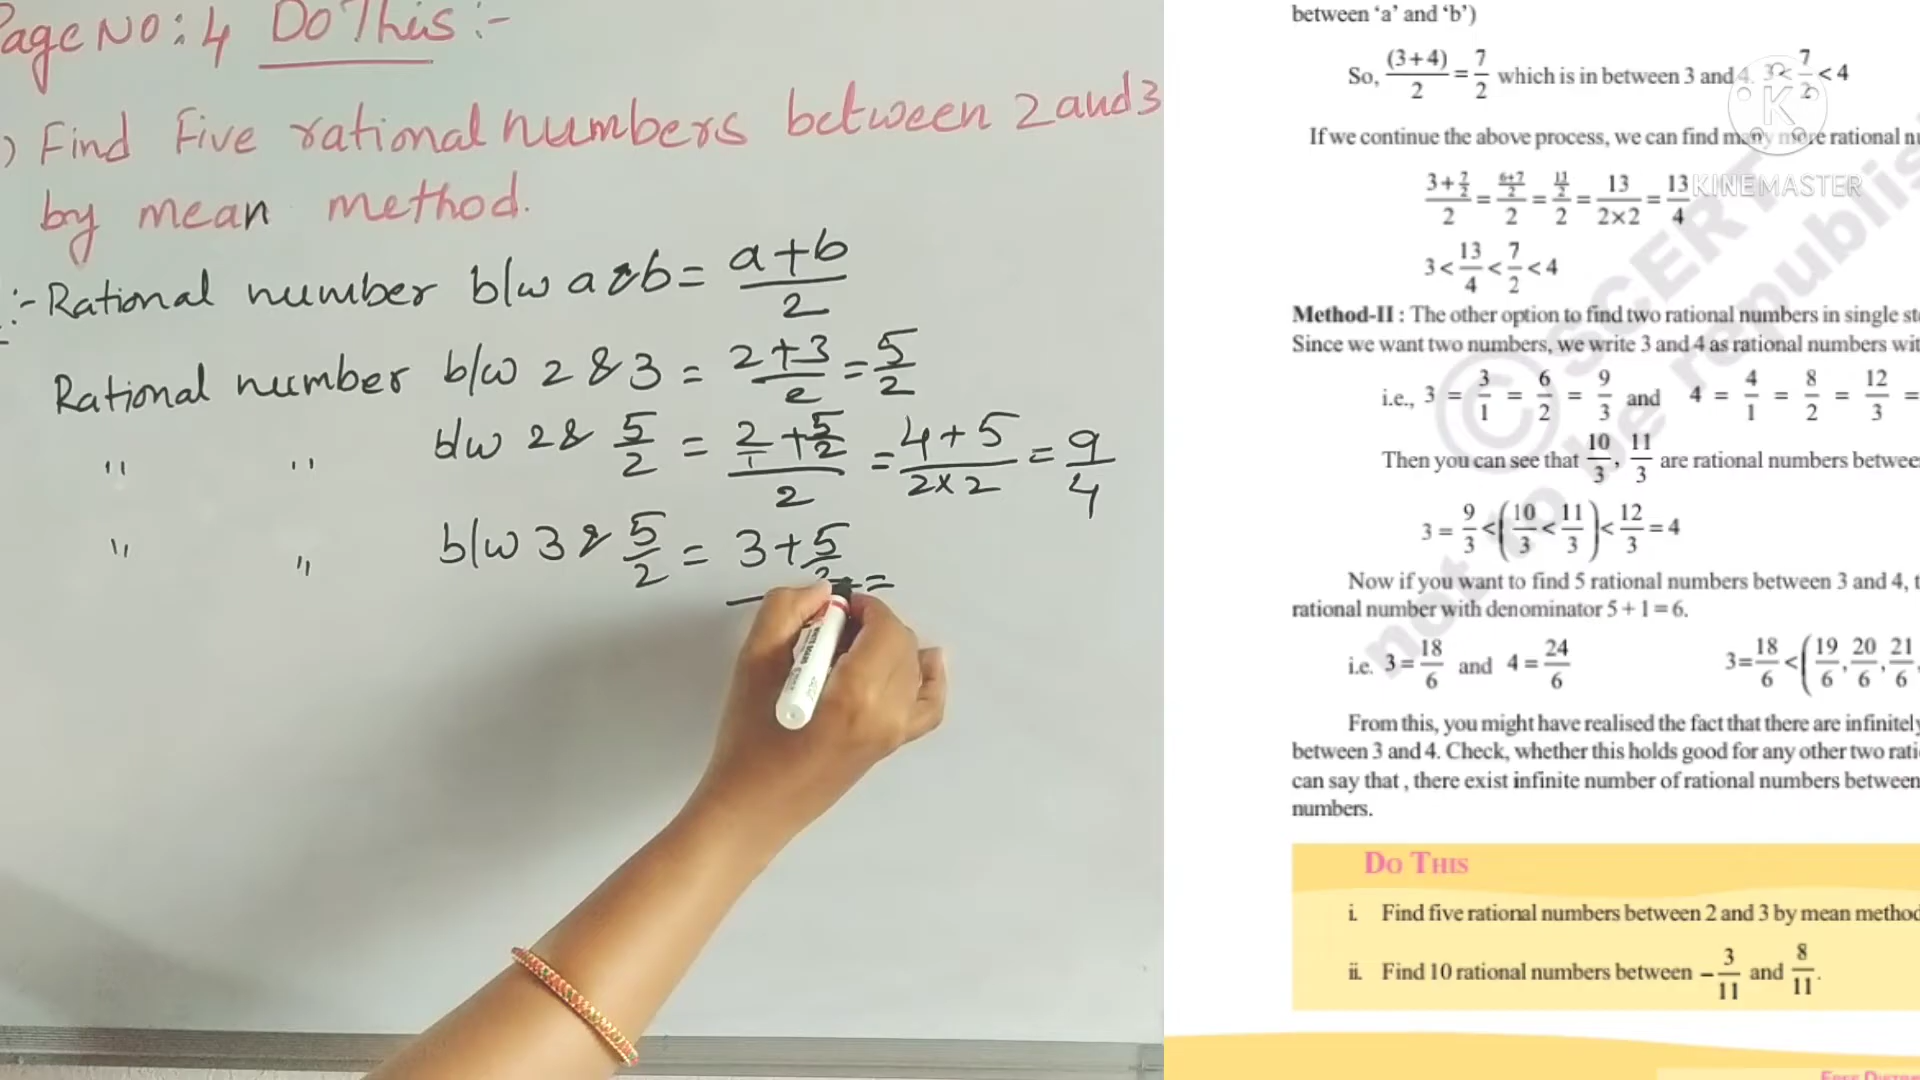 Page NO: 4 Do This :-
) Find Five rational numbers between 2 and 3
by mean method.
:- Rational number b/w a & b = a+b/2
Rational number b/w 2 & 3 = 2+3/2 = 5/2
" " b/w 2 & 5/2 = 2/1 + 5/2 / 2 = 4+5/2×2 = 9/4
" " b/w 3 & 5/2 = 3+5/2 =
between 'a' and 'b')
So, (3+4)/2 = 7/2 which is in between 3 and 4. 3 < 7/2 < 4
If we continue the above process, we can find many more rational
3+7/2 / 2 = 6+7/2 / 2 = 13/2 / 2 = 13/2×2 = 13/4
KINEMASTER
3 < 13/4 < 7/2 < 4
Method-II : The other option to find two rational numbers in single
Since we want two numbers, we write 3 and 4 as rational numbers
i.e., 3 = 3/1 = 6/2 = 9/3 and 4 = 4/1 = 8/2 = 12/3 =
Then you can see that 10/3, 11/3 are rational numbers
3 = 9/3 < (10/3 < 11/3) < 12/3 = 4
Now if you want to find 5 rational numbers between 3 and 4,
rational number with denominator 5 + 1 = 6.
i.e. 3 = 18/6 and 4 = 24/6 3 = 18/6 < (19/6, 20/6, 21/6,
From this, you might have realised the fact that there are infinitely
between 3 and 4. Check, whether this holds good for any other two
can say that , there exist infinite number of rational numbers between
numbers.
© SCERT
not to be republis
DO THIS
i. Find five rational numbers between 2 and 3 by mean method
ii. Find 10 rational numbers between -3/11 and 8/11.